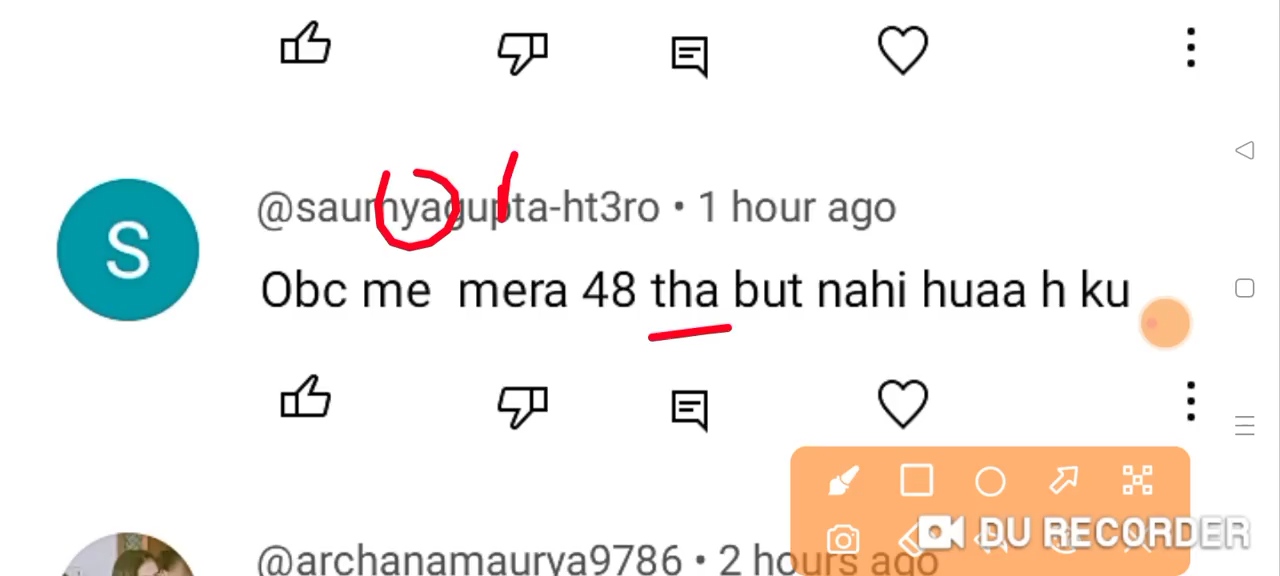 @saumyagupta-ht3ro • 1 hour ago
S
Obc me mera 48 tha but nahi huaa h ku
@archanamaurya9786 • 2 hours ago
DU RECORDER